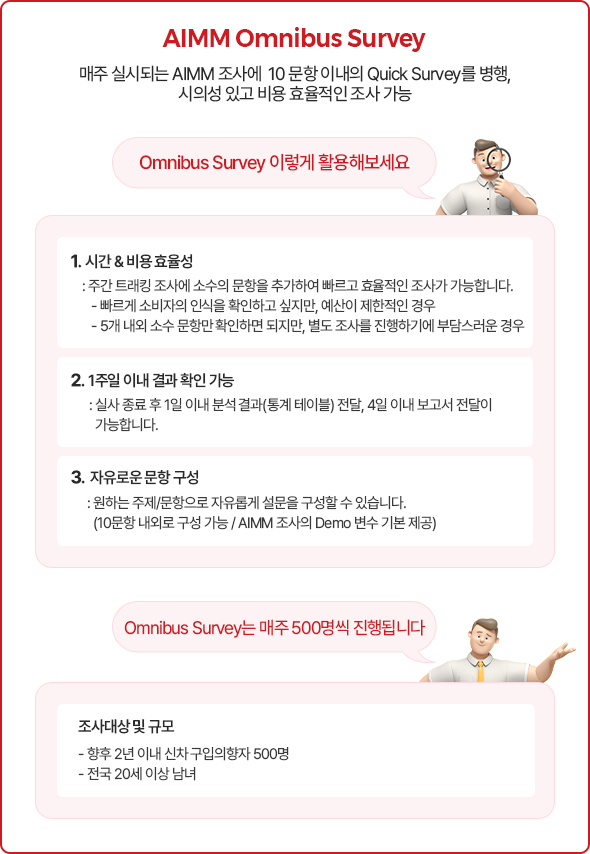 AIMM Omnibus Survey
매주 실시되는 AIMM 조사에 10 문항 이내의 Quick Survey를 병행,
시의성 있고 비용 효율적인 조사 가능
Omnibus Survey 이렇게 활용해보세요
1. 시간 & 비용 효율성
: 주간 트래킹 조사에 소수의 문항을 추가하여 빠르고 효율적인 조사가 가능합니다.
- 빠르게 소비자의 인식을 확인하고 싶지만, 예산이 제한적인 경우
- 5개 내외 소수 문항만 확인하면 되지만, 별도 조사를 진행하기에 부담스러운 경우
2. 1주일 이내 결과 확인 가능
: 실사 종료 후 1일 이내 분석 결과(통계 테이블) 전달, 4일 이내 보고서 전달이
가능합니다.
3. 자유로운 문항 구성
: 원하는 주제/문항으로 자유롭게 설문을 구성할 수 있습니다.
(10문항 내외로 구성 가능 / AIMM 조사의 Demo 변수 기본 제공)
Omnibus Survey는 매주 500명씩 진행됩니다
조사대상 및 규모
- 향후 2년 이내 신차 구입의향자 500명
- 전국 20세 이상 남녀